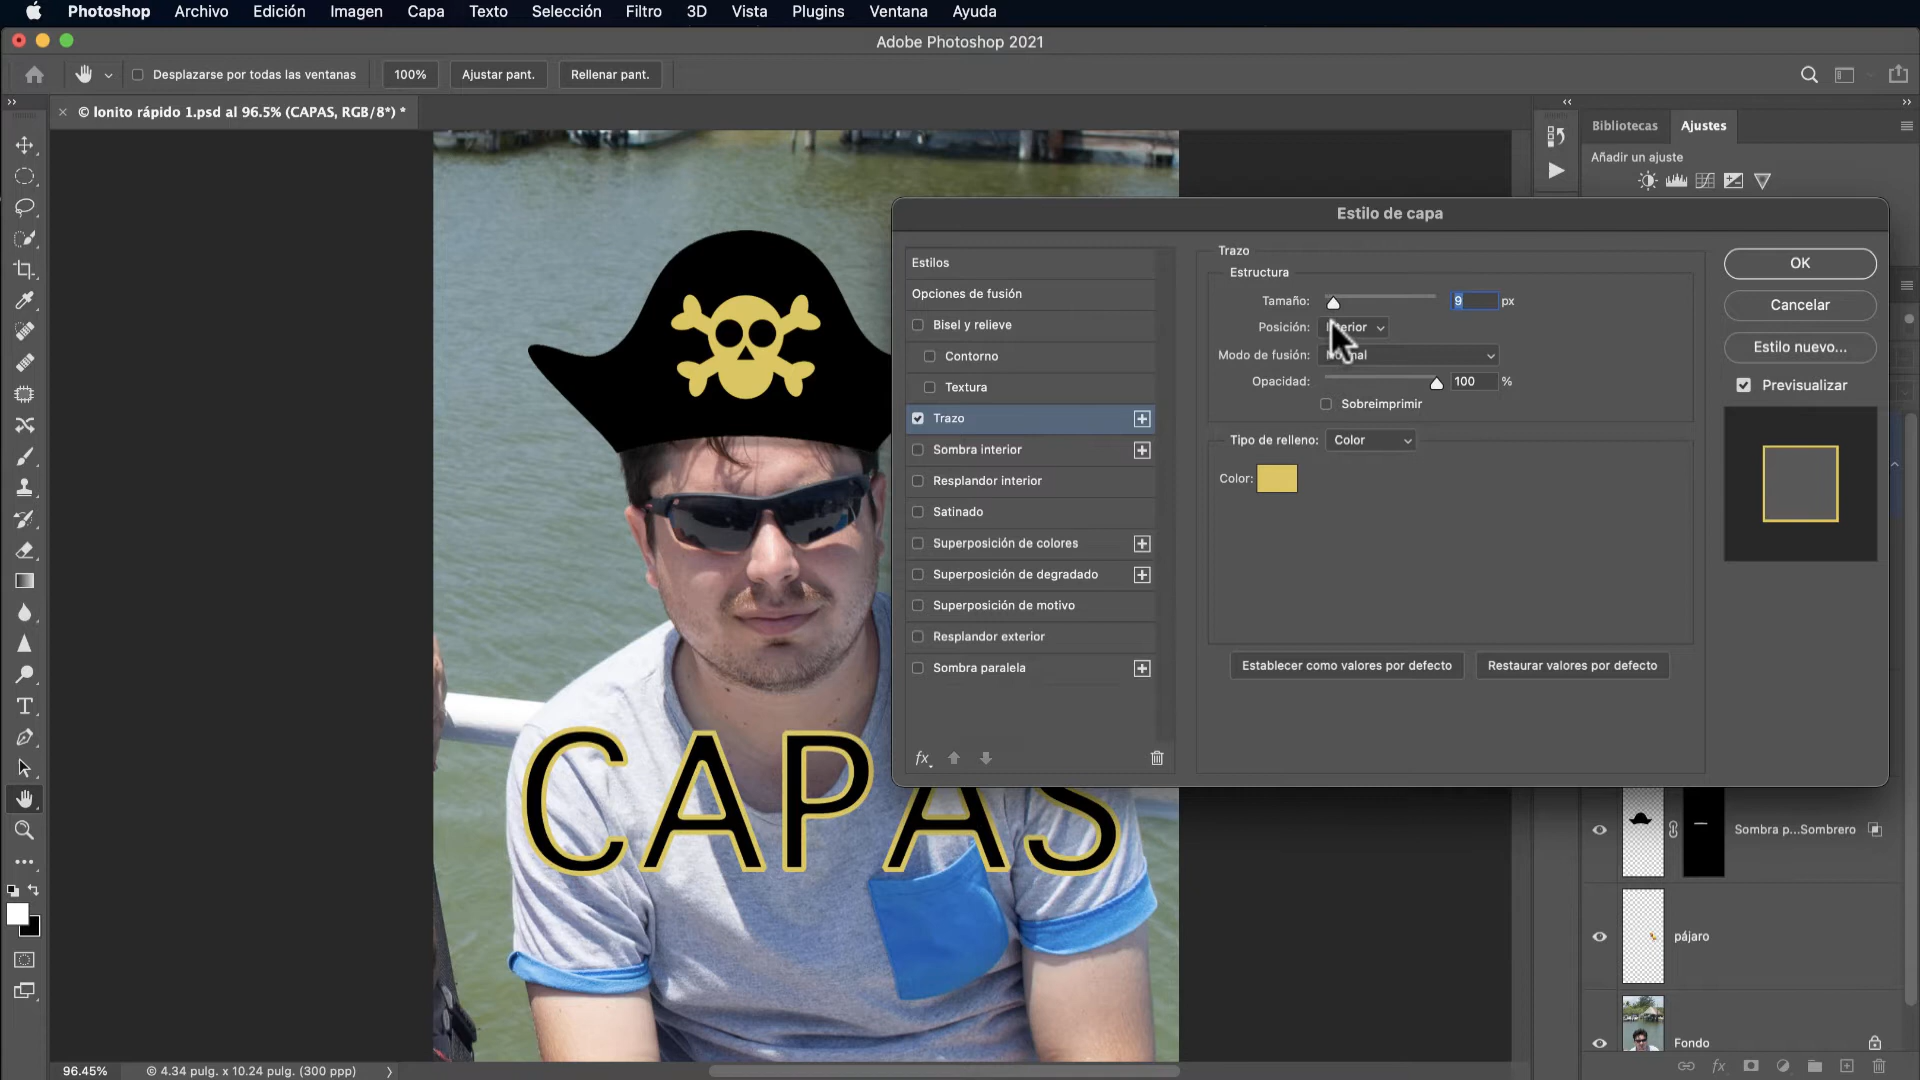 Photoshop Archivo Edición Imagen Capa Texto Selección Filtro 3D Vista Plugins Ventana Ayuda
Adobe Photoshop 2021
Desplazarse por todas las ventanas 100% Ajustar pant. Rellenar pant.
© lonito rápido 1.psd al 96.5% (CAPAS, RGB/8*) *
Bibliotecas Ajustes
Añadir un ajuste
Estilo de capa
Estilos
Opciones de fusión
Bisel y relieve
Contorno
Textura
Trazo
Sombra interior
Resplandor interior
Satinado
Superposición de colores
Superposición de degradado
Superposición de motivo
Resplandor exterior
Sombra paralela
fx
Trazo
Estructura
Tamaño: 9 px
Posición:
Modo de fusión:
Opacidad: 100 %
Sobreimprimir
Tipo de relleno: Color
Color:
Establecer como valores por defecto Restaurar valores por defecto
OK
Cancelar
Estilo nuevo...
Previsualizar
CAPAS
Sombra p...Sombrero
pájaro
Fondo
fx
96.45% © 4.34 pulg. x 10.24 pulg. (300 ppp)